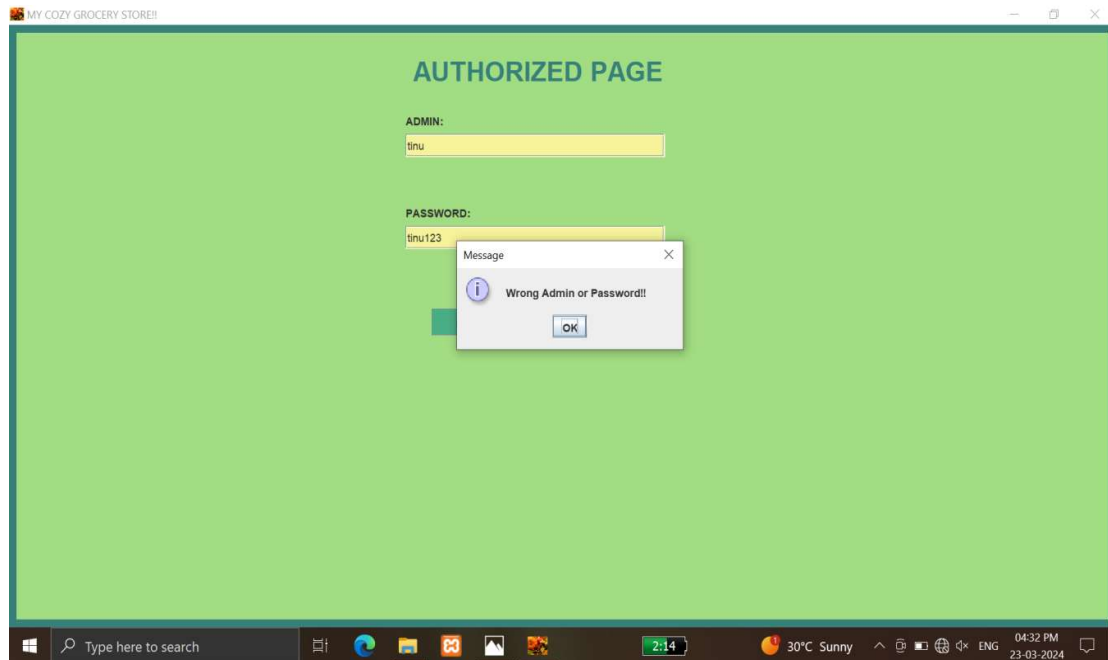 MY COZY GROCERY STORE!!
AUTHORIZED PAGE
ADMIN:
tinu
PASSWORD:
tinu123
Message
i
Wrong Admin or Password!!
OK
Type here to search
2:14
1
30°C Sunny
ENG
04:32 PM
23-03-2024